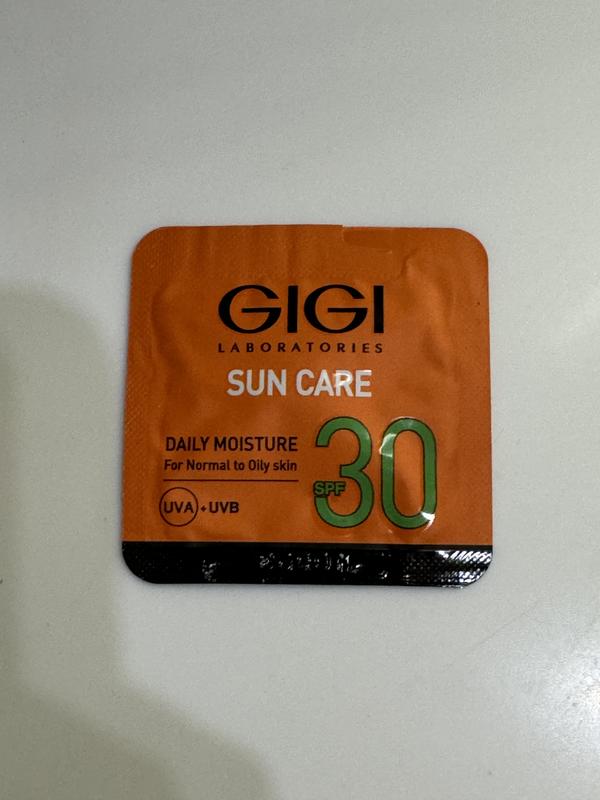 GIGI
LABORATORIES
SUN CARE
DAILY MOISTURE
For Normal to Oily skin
UVA + UVB
SPF 30